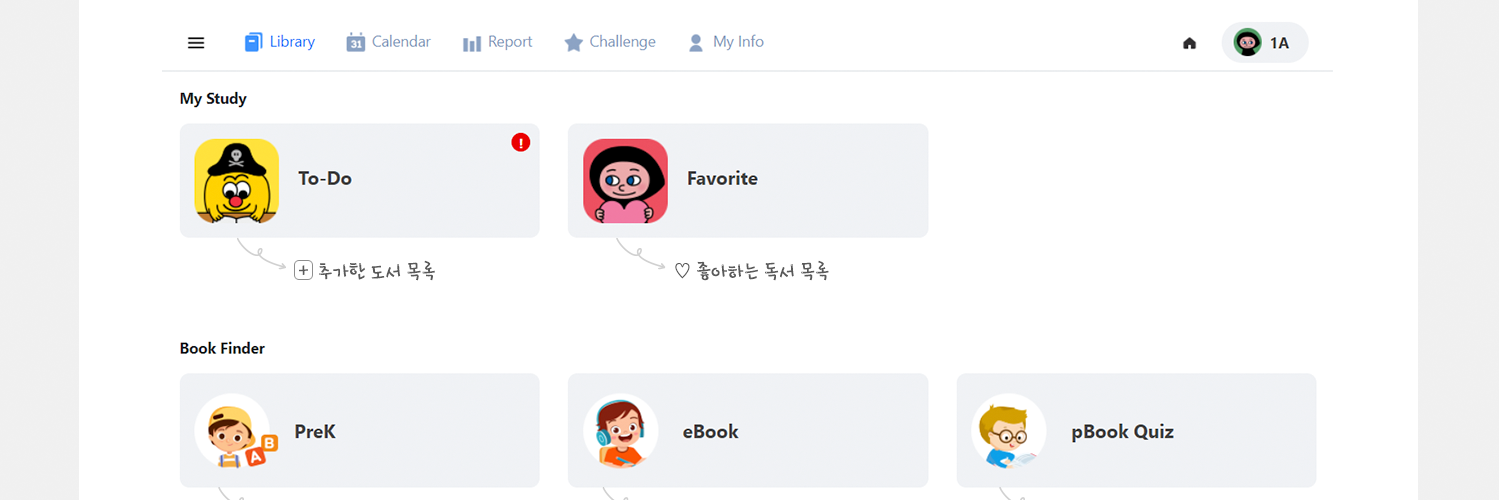 Library 31 Calendar Report Challenge My Info 1A
My Study
To-Do ! Favorite
+ 추가한 도서 목록 ♡ 좋아하는 독서 목록
Book Finder
PreK A B eBook pBook Quiz